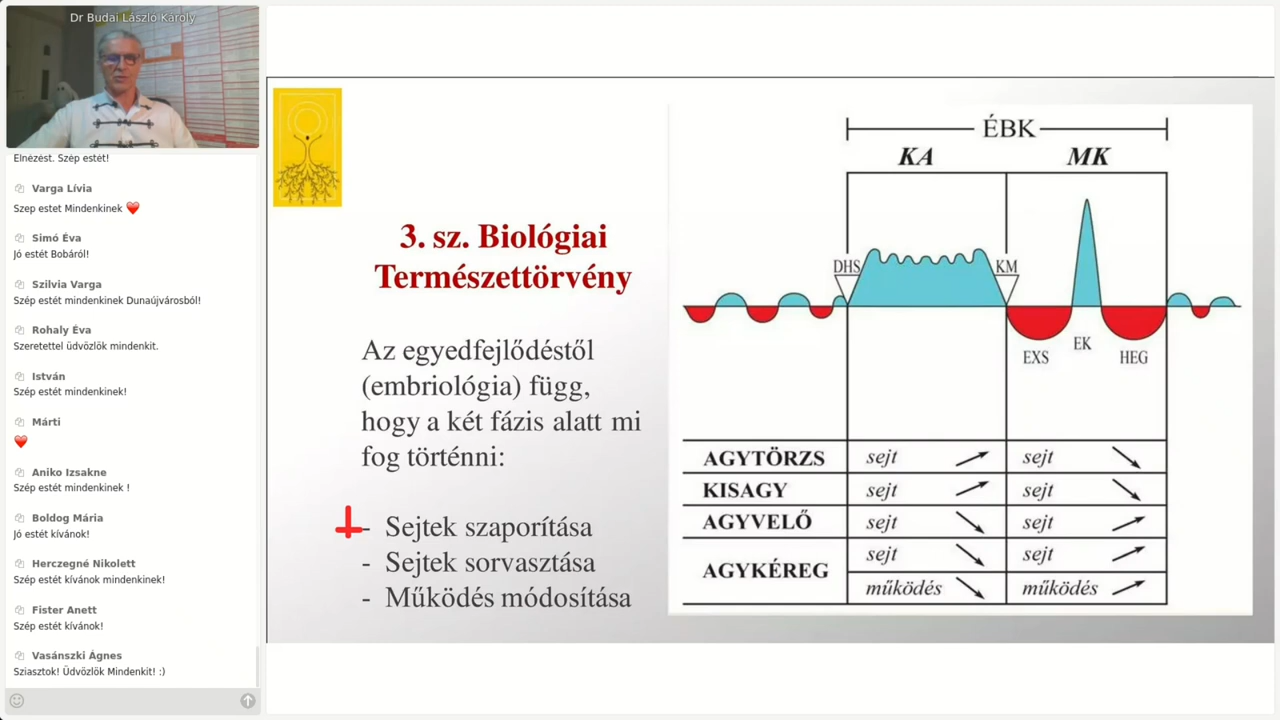 Dr Budai László Károly
Elnézést. Szép estét!
Varga Lívia
Szep estet Mindenkinek ❤️
Simó Éva
Jó estét Bobáról!
Szilvia Varga
Szép estét mindenkinek Dunaújvárosból!
Rohaly Éva
Szeretettel üdvözlök mindenkit.
István
Szép estét mindenkinek!
Márti
❤️
Aniko Izsakne
Szép estét mindenkinek !
Boldog Mária
Jó estét kívánok!
Herczegné Nikolett
Szép estét kívánok mindenkinek!
Fister Anett
Szép estét kívánok!
Vasánszki Ágnes
Sziasztok! Üdvözlök Mindenkit! :)
3. sz. Biológiai
Természettörvény
Az egyedfejlődéstől
(embriológia) függ,
hogy a két fázis alatt mi
fog történni:
- Sejtek szaporítása
- Sejtek sorvasztása
- Működés módosítása
ÉBK
KA MK
DHS KM
EXS EK HEG
AGYTÖRZS sejt sejt
KISAGY sejt sejt
AGYVELŐ sejt sejt
AGYKÉREG sejt sejt
működés működés